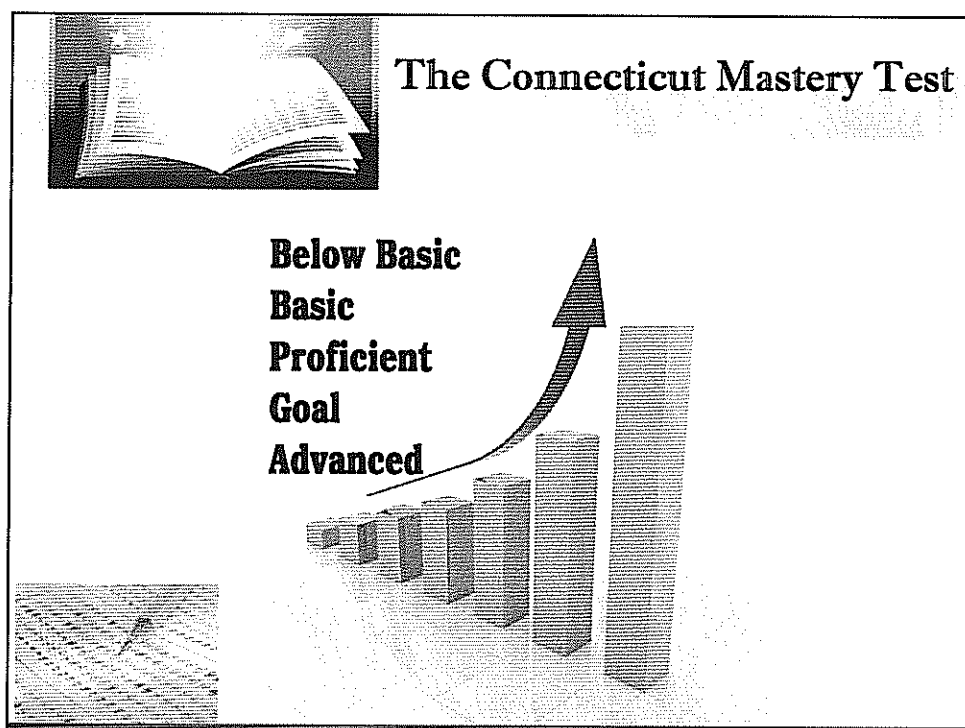 The Connecticut Mastery Test
Below Basic
Basic
Proficient
Goal
Advanced